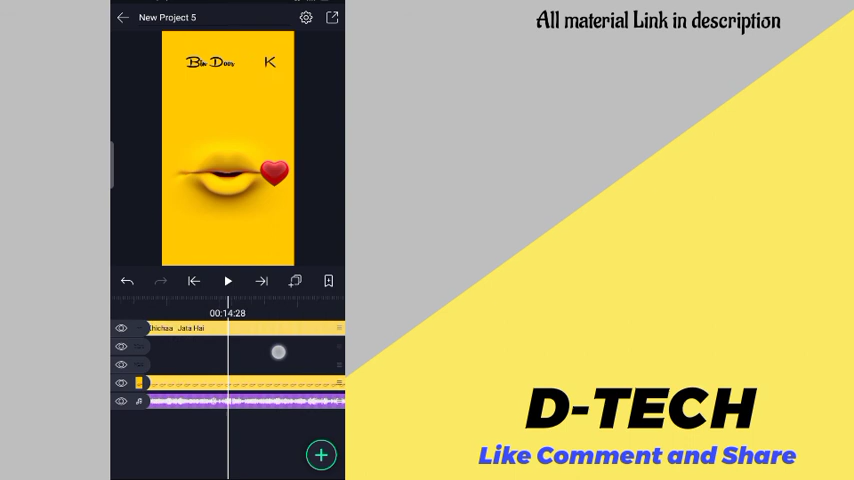 New Project 5
All material Link in description
Bin Door K
00:14:28
Khichaa Jata Hai
D-TECH
Like Comment and Share